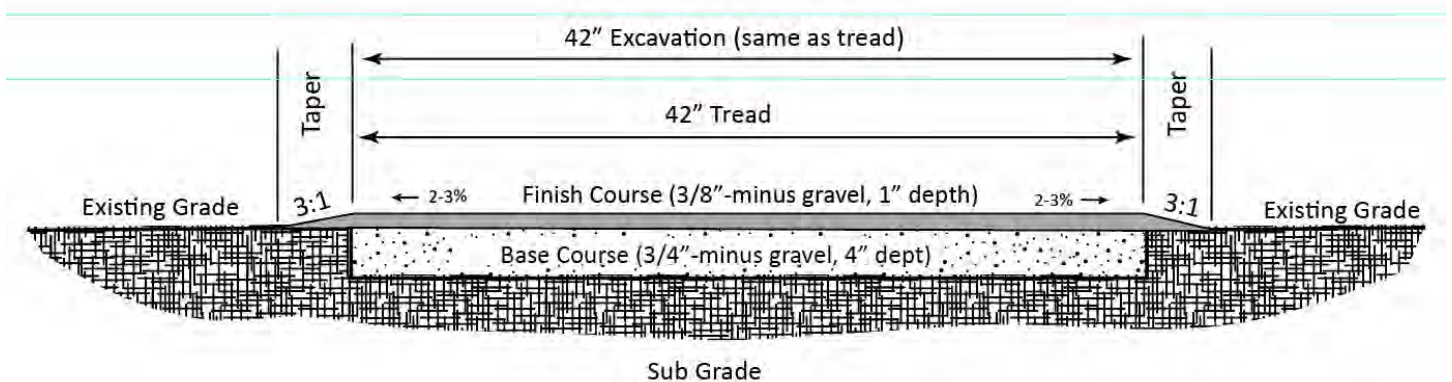 42” Excavation (same as tread)
Taper
Taper
42” Tread
3:1
← 2-3%
Finish Course (3/8”-minus gravel, 1” depth)
2-3% →
3:1
Existing Grade
Existing Grade
Base Course (3/4”-minus gravel, 4” dept)
Sub Grade